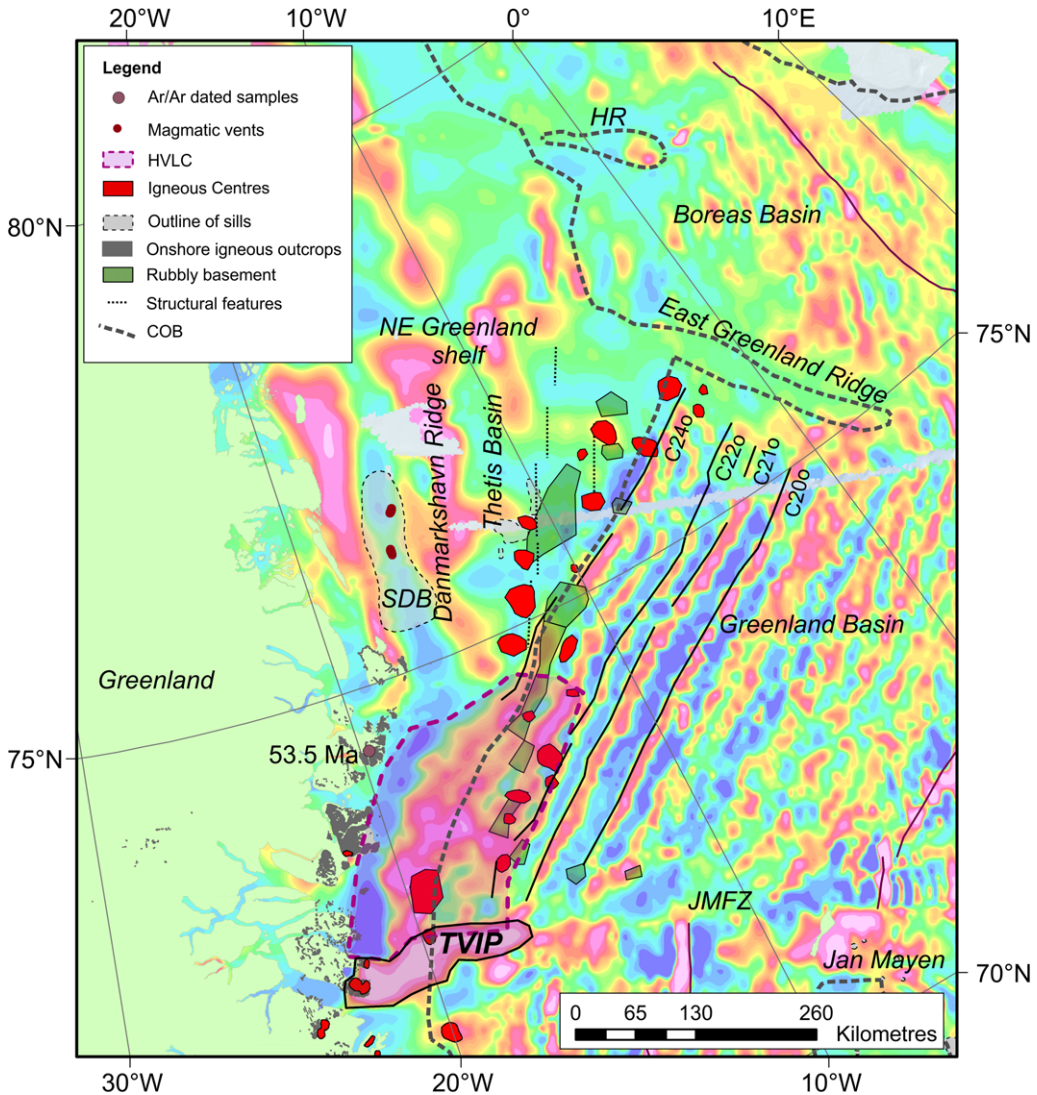 20°W
10°W
0°
10°E
Legend
Ar/Ar dated samples
Magmatic vents
HVLC
Igneous Centres
Outline of sills
Onshore igneous outcrops
Rubbly basement
Structural features
COB
HR
Boreas Basin
80°N
East Greenland Ridge
75°N
NE Greenland
shelf
Dánmarkshavn Ridge
Thetis Basin
C24o
C22o
C21o
C20o
SDB
Greenland Basin
Greenland
75°N
53.5 Ma
JMFZ
TVIP
Jan Mayen
70°N
0 65 130 260
Kilometres
30°W
20°W
10°W